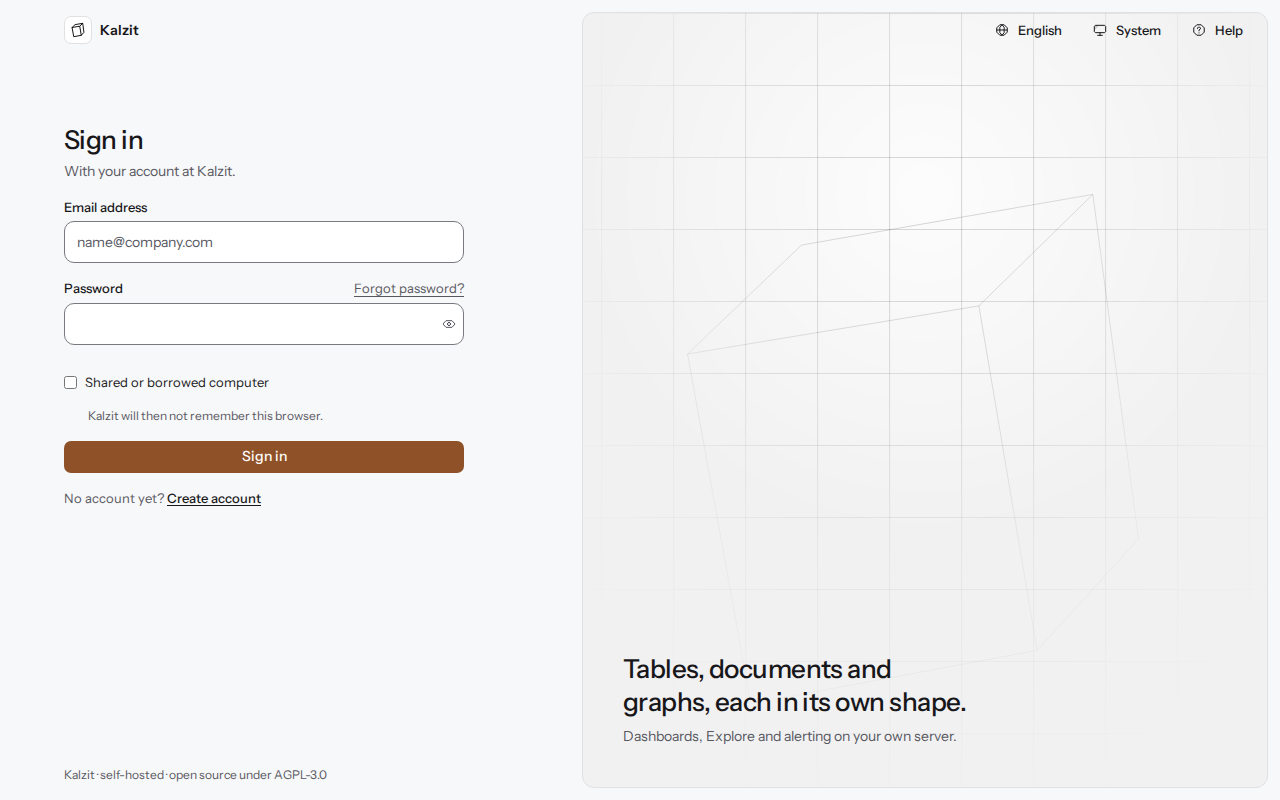 Kalzit
English
System
Help
Sign in
With your account at Kalzit.
Email address
name@company.com
Password
Forgot password?
Shared or borrowed computer
Kalzit will then not remember this browser.
Sign in
No account yet? Create account
Tables, documents and
graphs, each in its own shape.
Dashboards, Explore and alerting on your own server.
Kalzit · self-hosted · open source under AGPL-3.0